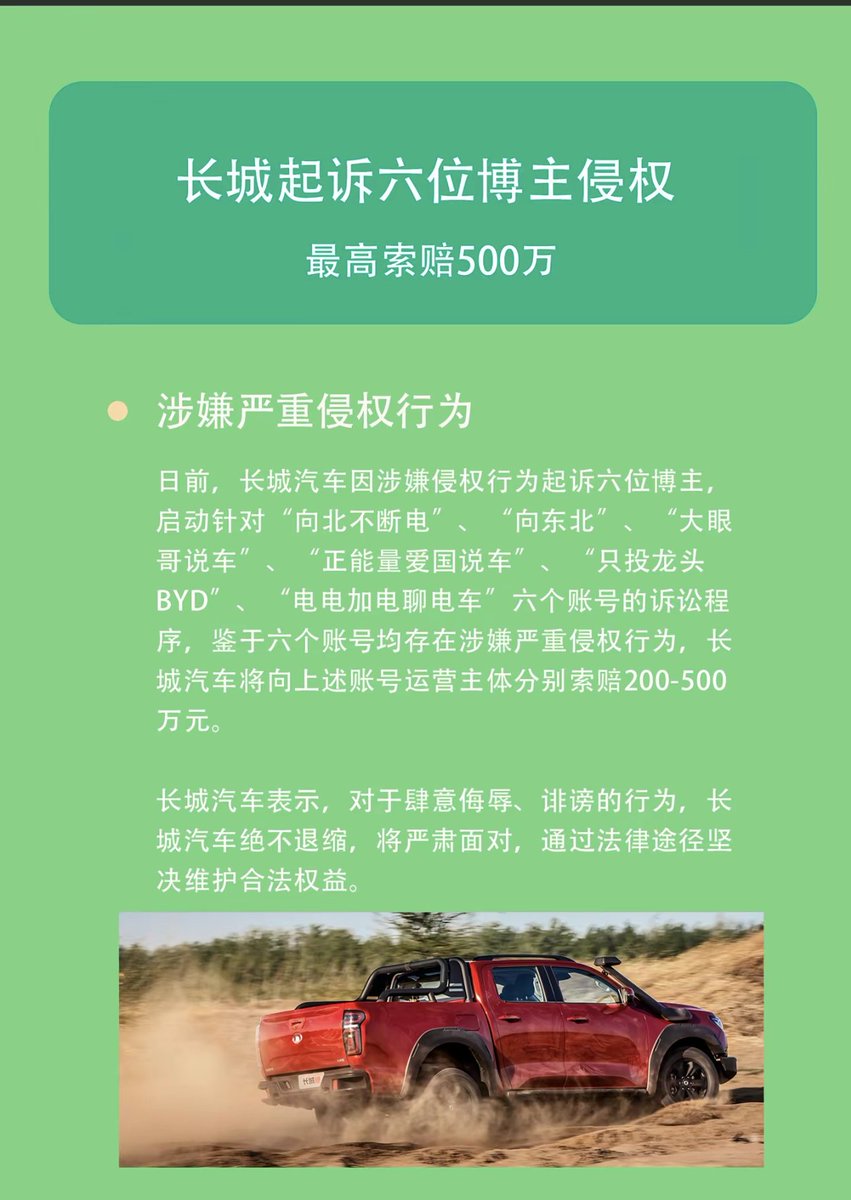 长城起诉六位博主侵权
最高索赔500万
涉嫌严重侵权行为
日前，长城汽车因涉嫌侵权行为起诉六位博主，
启动针对“向北不断电”、“向东北”、“大眼
哥说车”、“正能量爱国说车”、“只投龙头
BYD”、“电电加电聊电车”六个账号的诉讼程
序，鉴于六个账号均存在涉嫌严重侵权行为，长
城汽车将向上述账号运营主体分别索赔200-500
万元。
长城汽车表示，对于肆意侮辱、诽谤的行为，长
城汽车绝不退缩，将严肃面对，通过法律途径坚
决维护合法权益。
长城